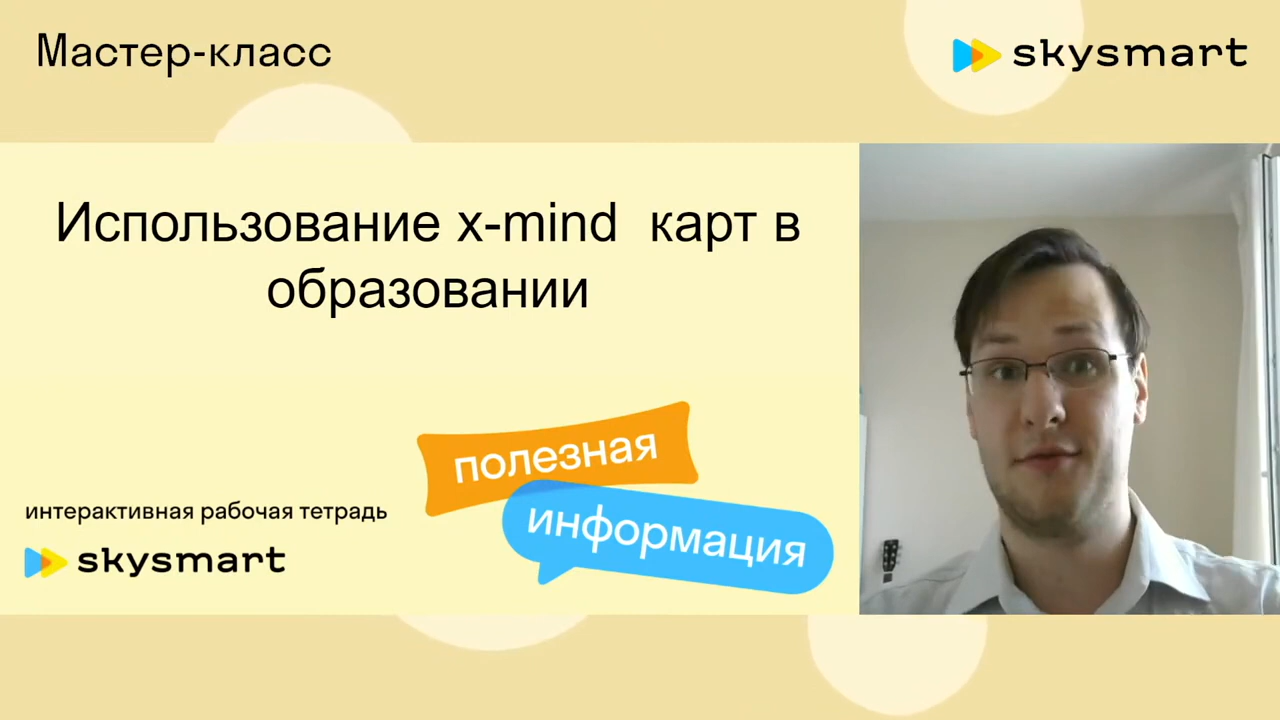 Мастер-класс
skysmart
Использование x-mind карт в
образовании
полезная
информация
интерактивная рабочая тетрадь
skysmart